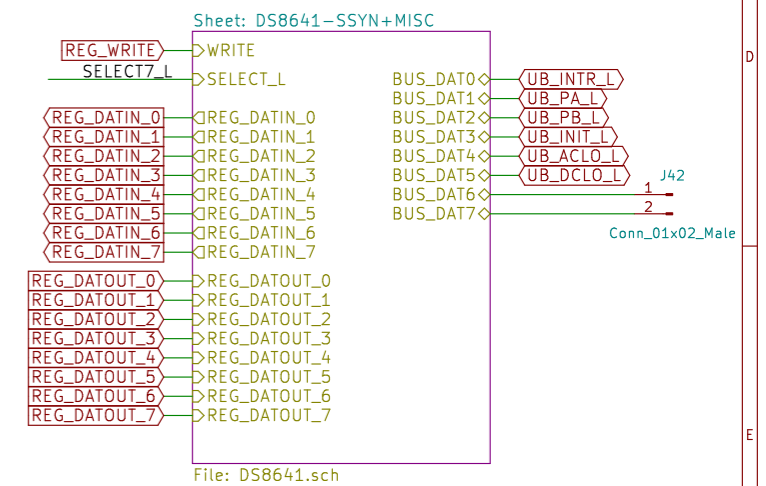 Sheet: DS8641-SSYN+MISC
REG_WRITE WRITE
SELECT7_L SELECT_L
BUS_DAT0 UB_INTR_L
BUS_DAT1 UB_PA_L
REG_DATIN_0 REG_DATIN_0 BUS_DAT2 UB_PB_L
REG_DATIN_1 REG_DATIN_1 BUS_DAT3 UB_INIT_L
REG_DATIN_2 REG_DATIN_2 BUS_DAT4 UB_ACLO_L
REG_DATIN_3 REG_DATIN_3 BUS_DAT5 UB_DCLO_L J42
REG_DATIN_4 REG_DATIN_4 BUS_DAT6 1
REG_DATIN_5 REG_DATIN_5 BUS_DAT7 2
REG_DATIN_6 REG_DATIN_6 Conn_01x02_Male
REG_DATIN_7 REG_DATIN_7
REG_DATOUT_0 REG_DATOUT_0
REG_DATOUT_1 REG_DATOUT_1
REG_DATOUT_2 REG_DATOUT_2
REG_DATOUT_3 REG_DATOUT_3
REG_DATOUT_4 REG_DATOUT_4
REG_DATOUT_5 REG_DATOUT_5
REG_DATOUT_6 REG_DATOUT_6
REG_DATOUT_7 REG_DATOUT_7
File: DS8641.sch
D
E